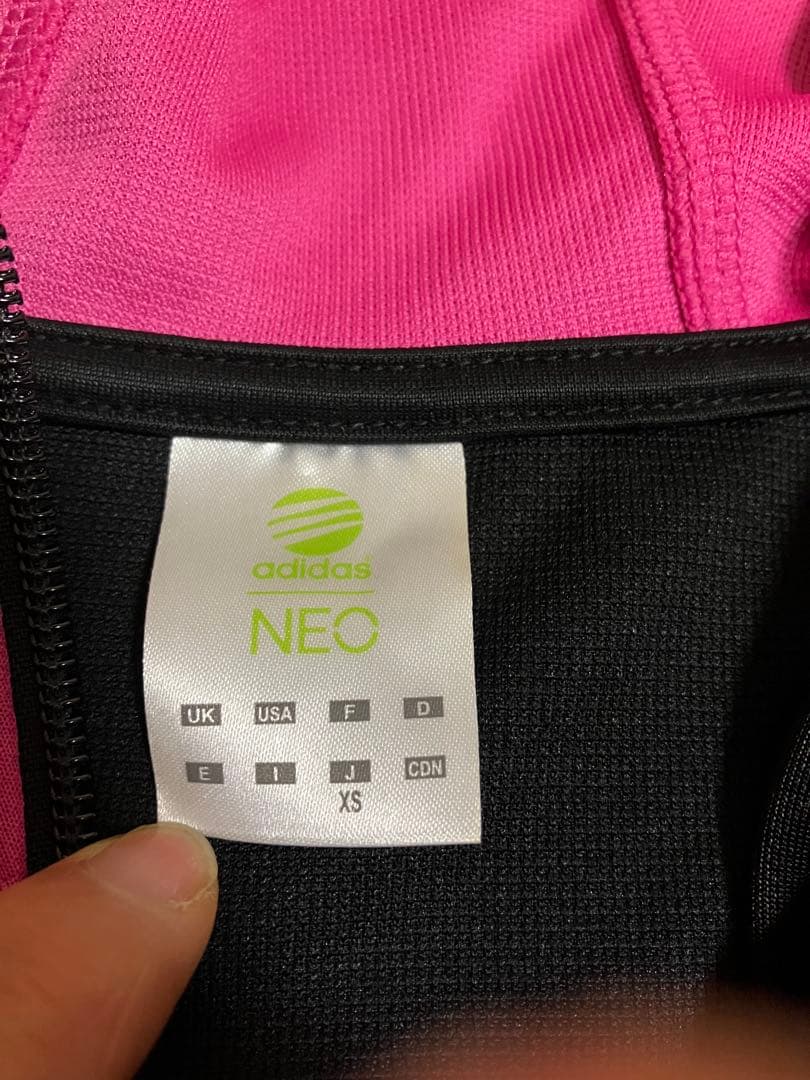 adidas
NEO
UK USA F D
E I J CDN
XS